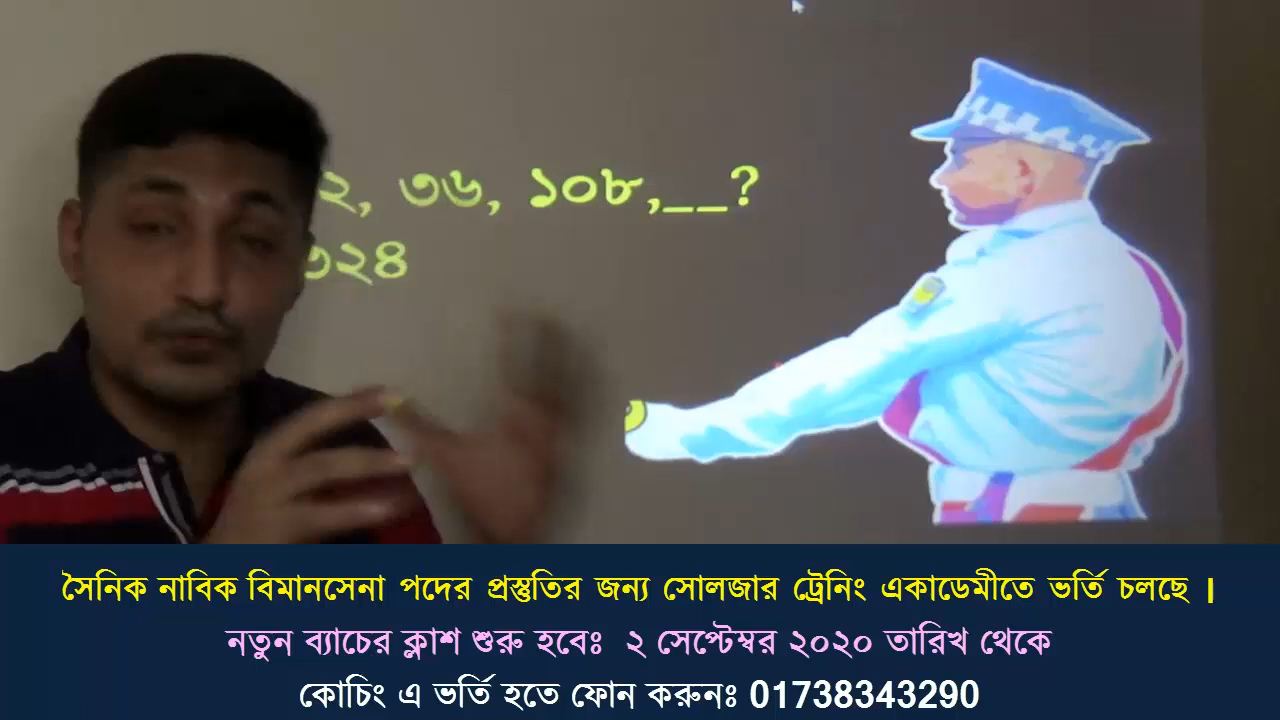 ২, ৩৬, ১০৮,__?
৩২৪
সৈনিক নাবিক বিমানসেনা পদের প্রস্তুতির জন্য সোলজার ট্রেনিং একাডেমীতে ভর্তি চলছে ।
নতুন ব্যাচের ক্লাশ শুরু হবেঃ ২ সেপ্টেম্বর ২০২০ তারিখ থেকে
কোচিং এ ভর্তি হতে ফোন করুনঃ 01738343290